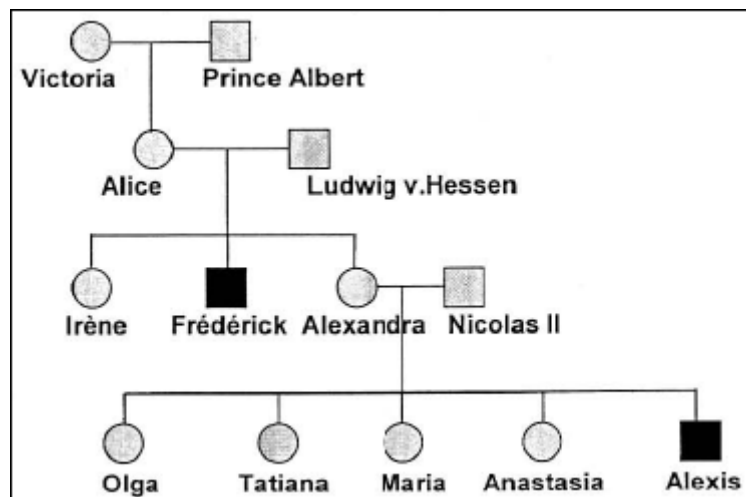 Victoria Prince Albert
Alice Ludwig v.Hessen
Irène Frédérick Alexandra Nicolas II
Olga Tatiana Maria Anastasia Alexis